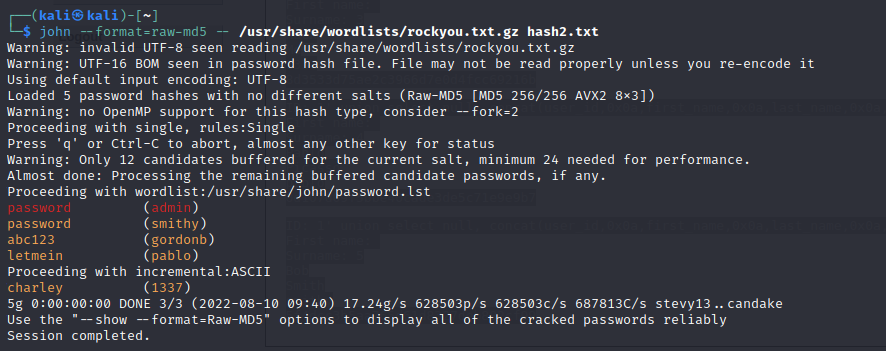 ┌──(kali㉿kali)-[~]
└─$ john --format=raw-md5 -- /usr/share/wordlists/rockyou.txt.gz hash2.txt
Warning: invalid UTF-8 seen reading /usr/share/wordlists/rockyou.txt.gz
Warning: UTF-16 BOM seen in password hash file. File may not be read properly unless you re-encode it
Using default input encoding: UTF-8
Loaded 5 password hashes with no different salts (Raw-MD5 [MD5 256/256 AVX2 8×3])
Warning: no OpenMP support for this hash type, consider --fork=2
Proceeding with single, rules:Single
Press 'q' or Ctrl-C to abort, almost any other key for status
Warning: Only 12 candidates buffered for the current salt, minimum 24 needed for performance.
Almost done: Processing the remaining buffered candidate passwords, if any.
Proceeding with wordlist:/usr/share/john/password.lst
password         (admin)
password         (smithy)
abc123           (gordonb)
letmein          (pablo)
Proceeding with incremental:ASCII
charley          (1337)
5g 0:00:00:00 DONE 3/3 (2022-08-10 09:40) 17.24g/s 628503p/s 628503c/s 687813C/s stevy13..candake
Use the "--show --format=Raw-MD5" options to display all of the cracked passwords reliably
Session completed.